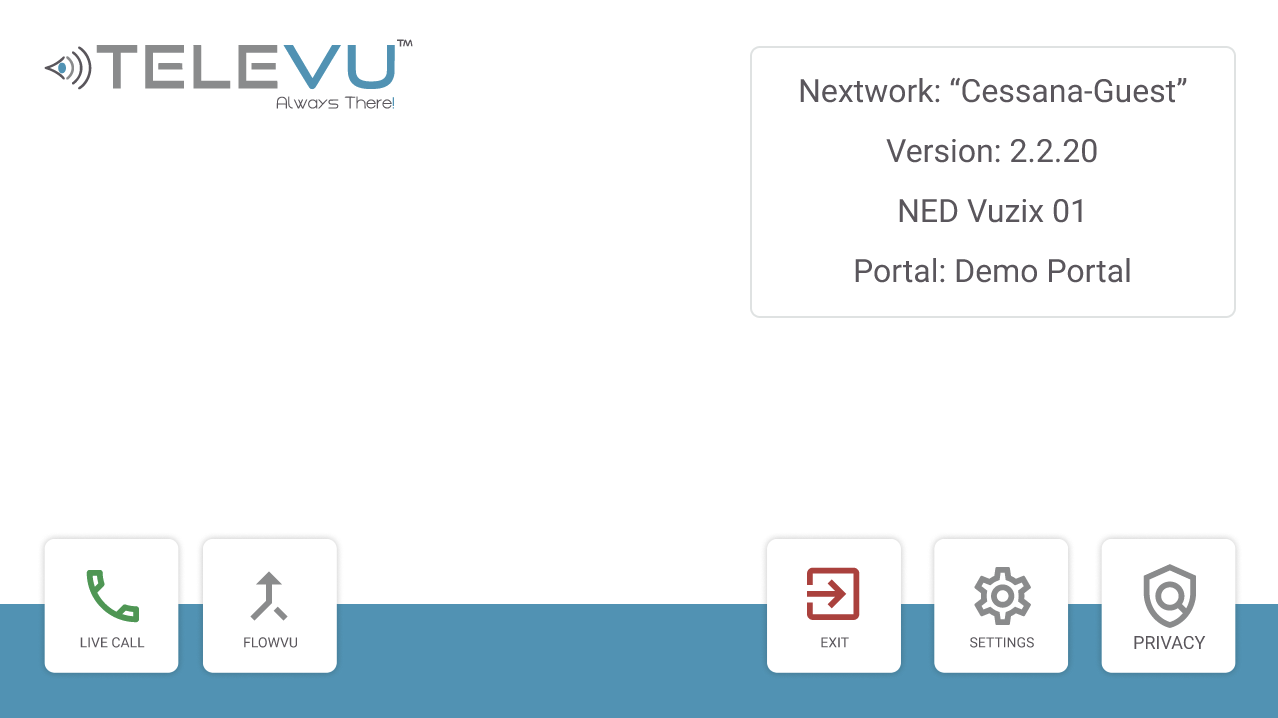 TELEVU™
Always There!
Nextwork: “Cessana-Guest”
Version: 2.2.20
NED Vuzix 01
Portal: Demo Portal
LIVE CALL
FLOWVU
EXIT
SETTINGS
PRIVACY